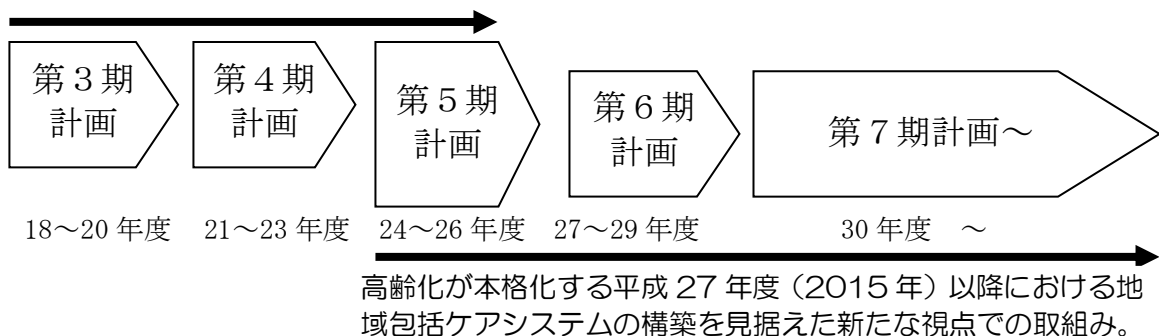 第３期
計画
第４期
計画
第５期
計画
第６期
計画
第７期計画～
18～20 年度
21～23 年度
24～26 年度
27～29 年度
30 年度　～
高齢化が本格化する平成 27 年度（2015 年）以降における地
域包括ケアシステムの構築を見据えた新たな視点での取組み。